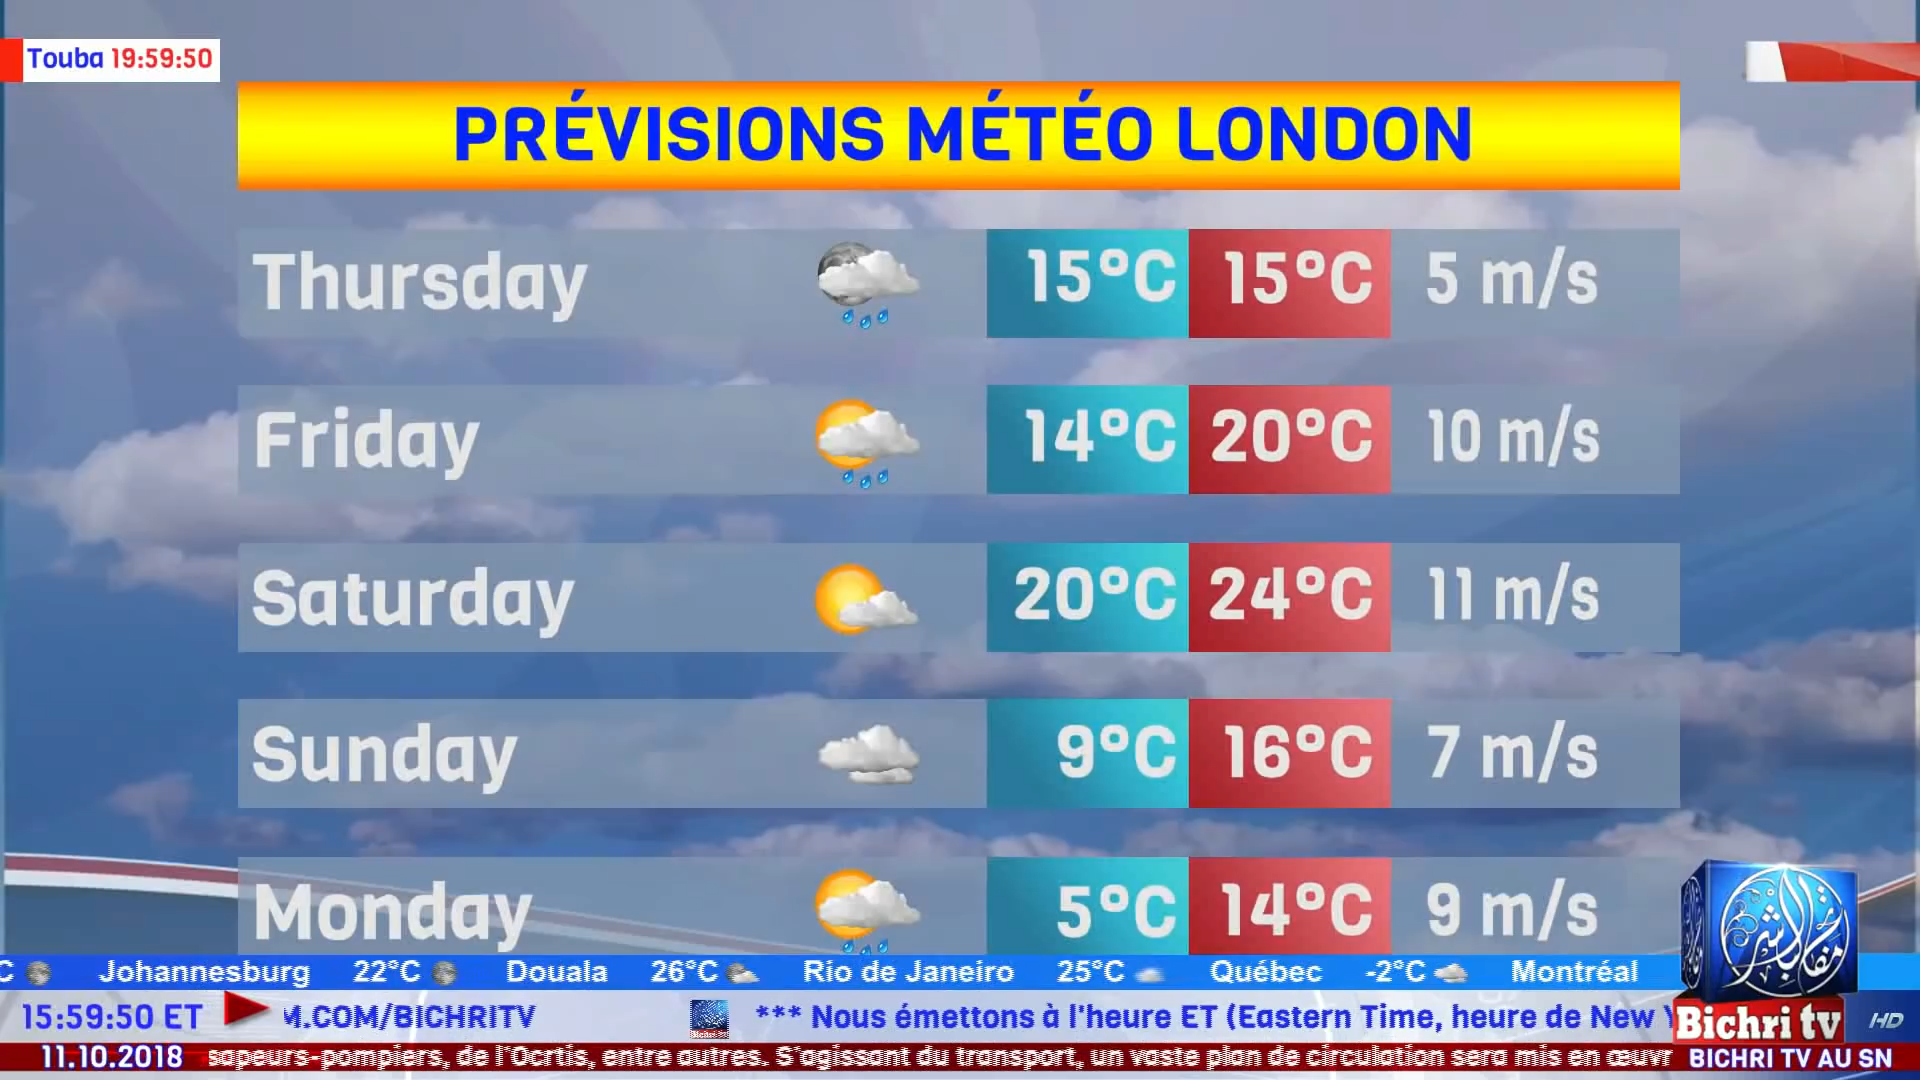 Touba 19:59:50
PRÉVISIONS MÉTÉO LONDON
Thursday 15°C 15°C 5 m/s
Friday 14°C 20°C 10 m/s
Saturday 20°C 24°C 11 m/s
Sunday 9°C 16°C 7 m/s
Monday 5°C 14°C 9 m/s
C Johannesburg 22°C Douala 26°C Rio de Janeiro 25°C Québec -2°C Montréal
15:59:50 ET M.COM/BICHRITV *** Nous émettons à l'heure ET (Eastern Time, heure de New
Bichri tv HD
11.10.2018 sapeurs-pompiers, de l'Ocrtis, entre autres. S'agissant du transport, un vaste plan de circulation sera mis en œuvr BICHRI TV AU SN